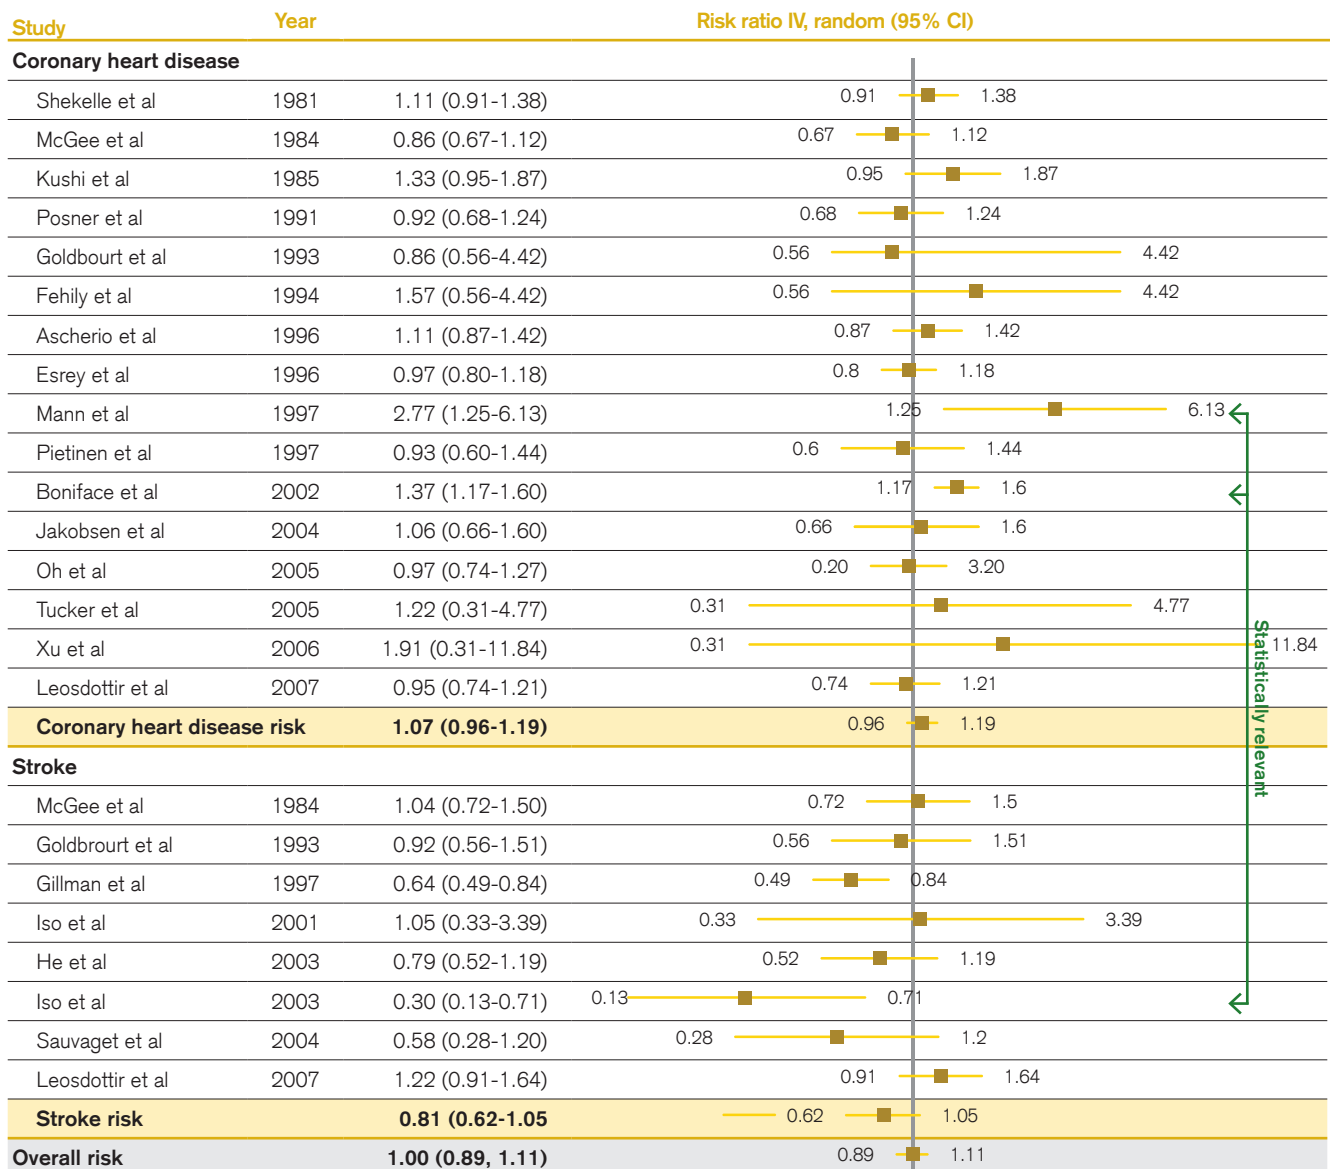 Study Year Risk ratio IV, random (95% CI)
Coronary heart disease
Shekelle et al 1981 1.11 (0.91-1.38) 0.91 1.38
McGee et al 1984 0.86 (0.67-1.12) 0.67 1.12
Kushi et al 1985 1.33 (0.95-1.87) 0.95 1.87
Posner et al 1991 0.92 (0.68-1.24) 0.68 1.24
Goldbourt et al 1993 0.86 (0.56-4.42) 0.56 4.42
Fehily et al 1994 1.57 (0.56-4.42) 0.56 4.42
Ascherio et al 1996 1.11 (0.87-1.42) 0.87 1.42
Esrey et al 1996 0.97 (0.80-1.18) 0.8 1.18
Mann et al 1997 2.77 (1.25-6.13) 1.25 6.13
Pietinen et al 1997 0.93 (0.60-1.44) 0.6 1.44
Boniface et al 2002 1.37 (1.17-1.60) 1.17 1.6
Jakobsen et al 2004 1.06 (0.66-1.60) 0.66 1.6
Oh et al 2005 0.97 (0.74-1.27) 0.20 3.20
Tucker et al 2005 1.22 (0.31-4.77) 0.31 4.77
Xu et al 2006 1.91 (0.31-11.84) 0.31 11.84
Leosdottir et al 2007 0.95 (0.74-1.21) 0.74 1.21
Coronary heart disease risk 1.07 (0.96-1.19) 0.96 1.19
Statistically relevant
Stroke
McGee et al 1984 1.04 (0.72-1.50) 0.72 1.5
Goldbrourt et al 1993 0.92 (0.56-1.51) 0.56 1.51
Gillman et al 1997 0.64 (0.49-0.84) 0.49 0.84
Iso et al 2001 1.05 (0.33-3.39) 0.33 3.39
He et al 2003 0.79 (0.52-1.19) 0.52 1.19
Iso et al 2003 0.30 (0.13-0.71) 0.13 0.71
Sauvaget et al 2004 0.58 (0.28-1.20) 0.28 1.2
Leosdottir et al 2007 1.22 (0.91-1.64) 0.91 1.64
Stroke risk 0.81 (0.62-1.05 0.62 1.05
Overall risk 1.00 (0.89, 1.11) 0.89 1.11